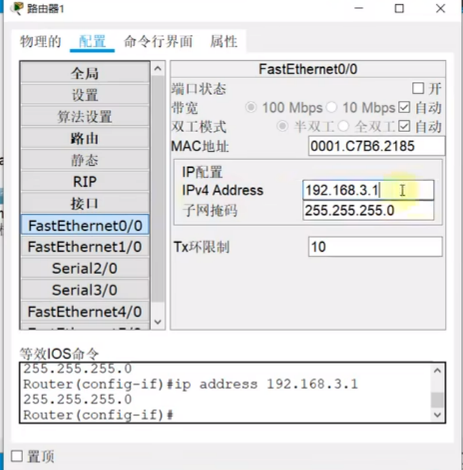 路由器1
物理的 配置 命令行界面 属性
全局
设置
算法设置
路由
静态
RIP
接口
FastEthernet0/0
FastEthernet1/0
Serial2/0
Serial3/0
FastEthernet4/0
FastEthernet0/0
端口状态 开
带宽 100 Mbps 10 Mbps 自动
双工模式 半双工 全双工 自动
MAC地址 0001.C7B6.2185
IP配置
IPv4 Address 192.168.3.1
子网掩码 255.255.255.0
Tx环限制 10
等效IOS命令
255.255.255.0
Router(config-if)#ip address 192.168.3.1
255.255.255.0
Router(config-if)#
置顶